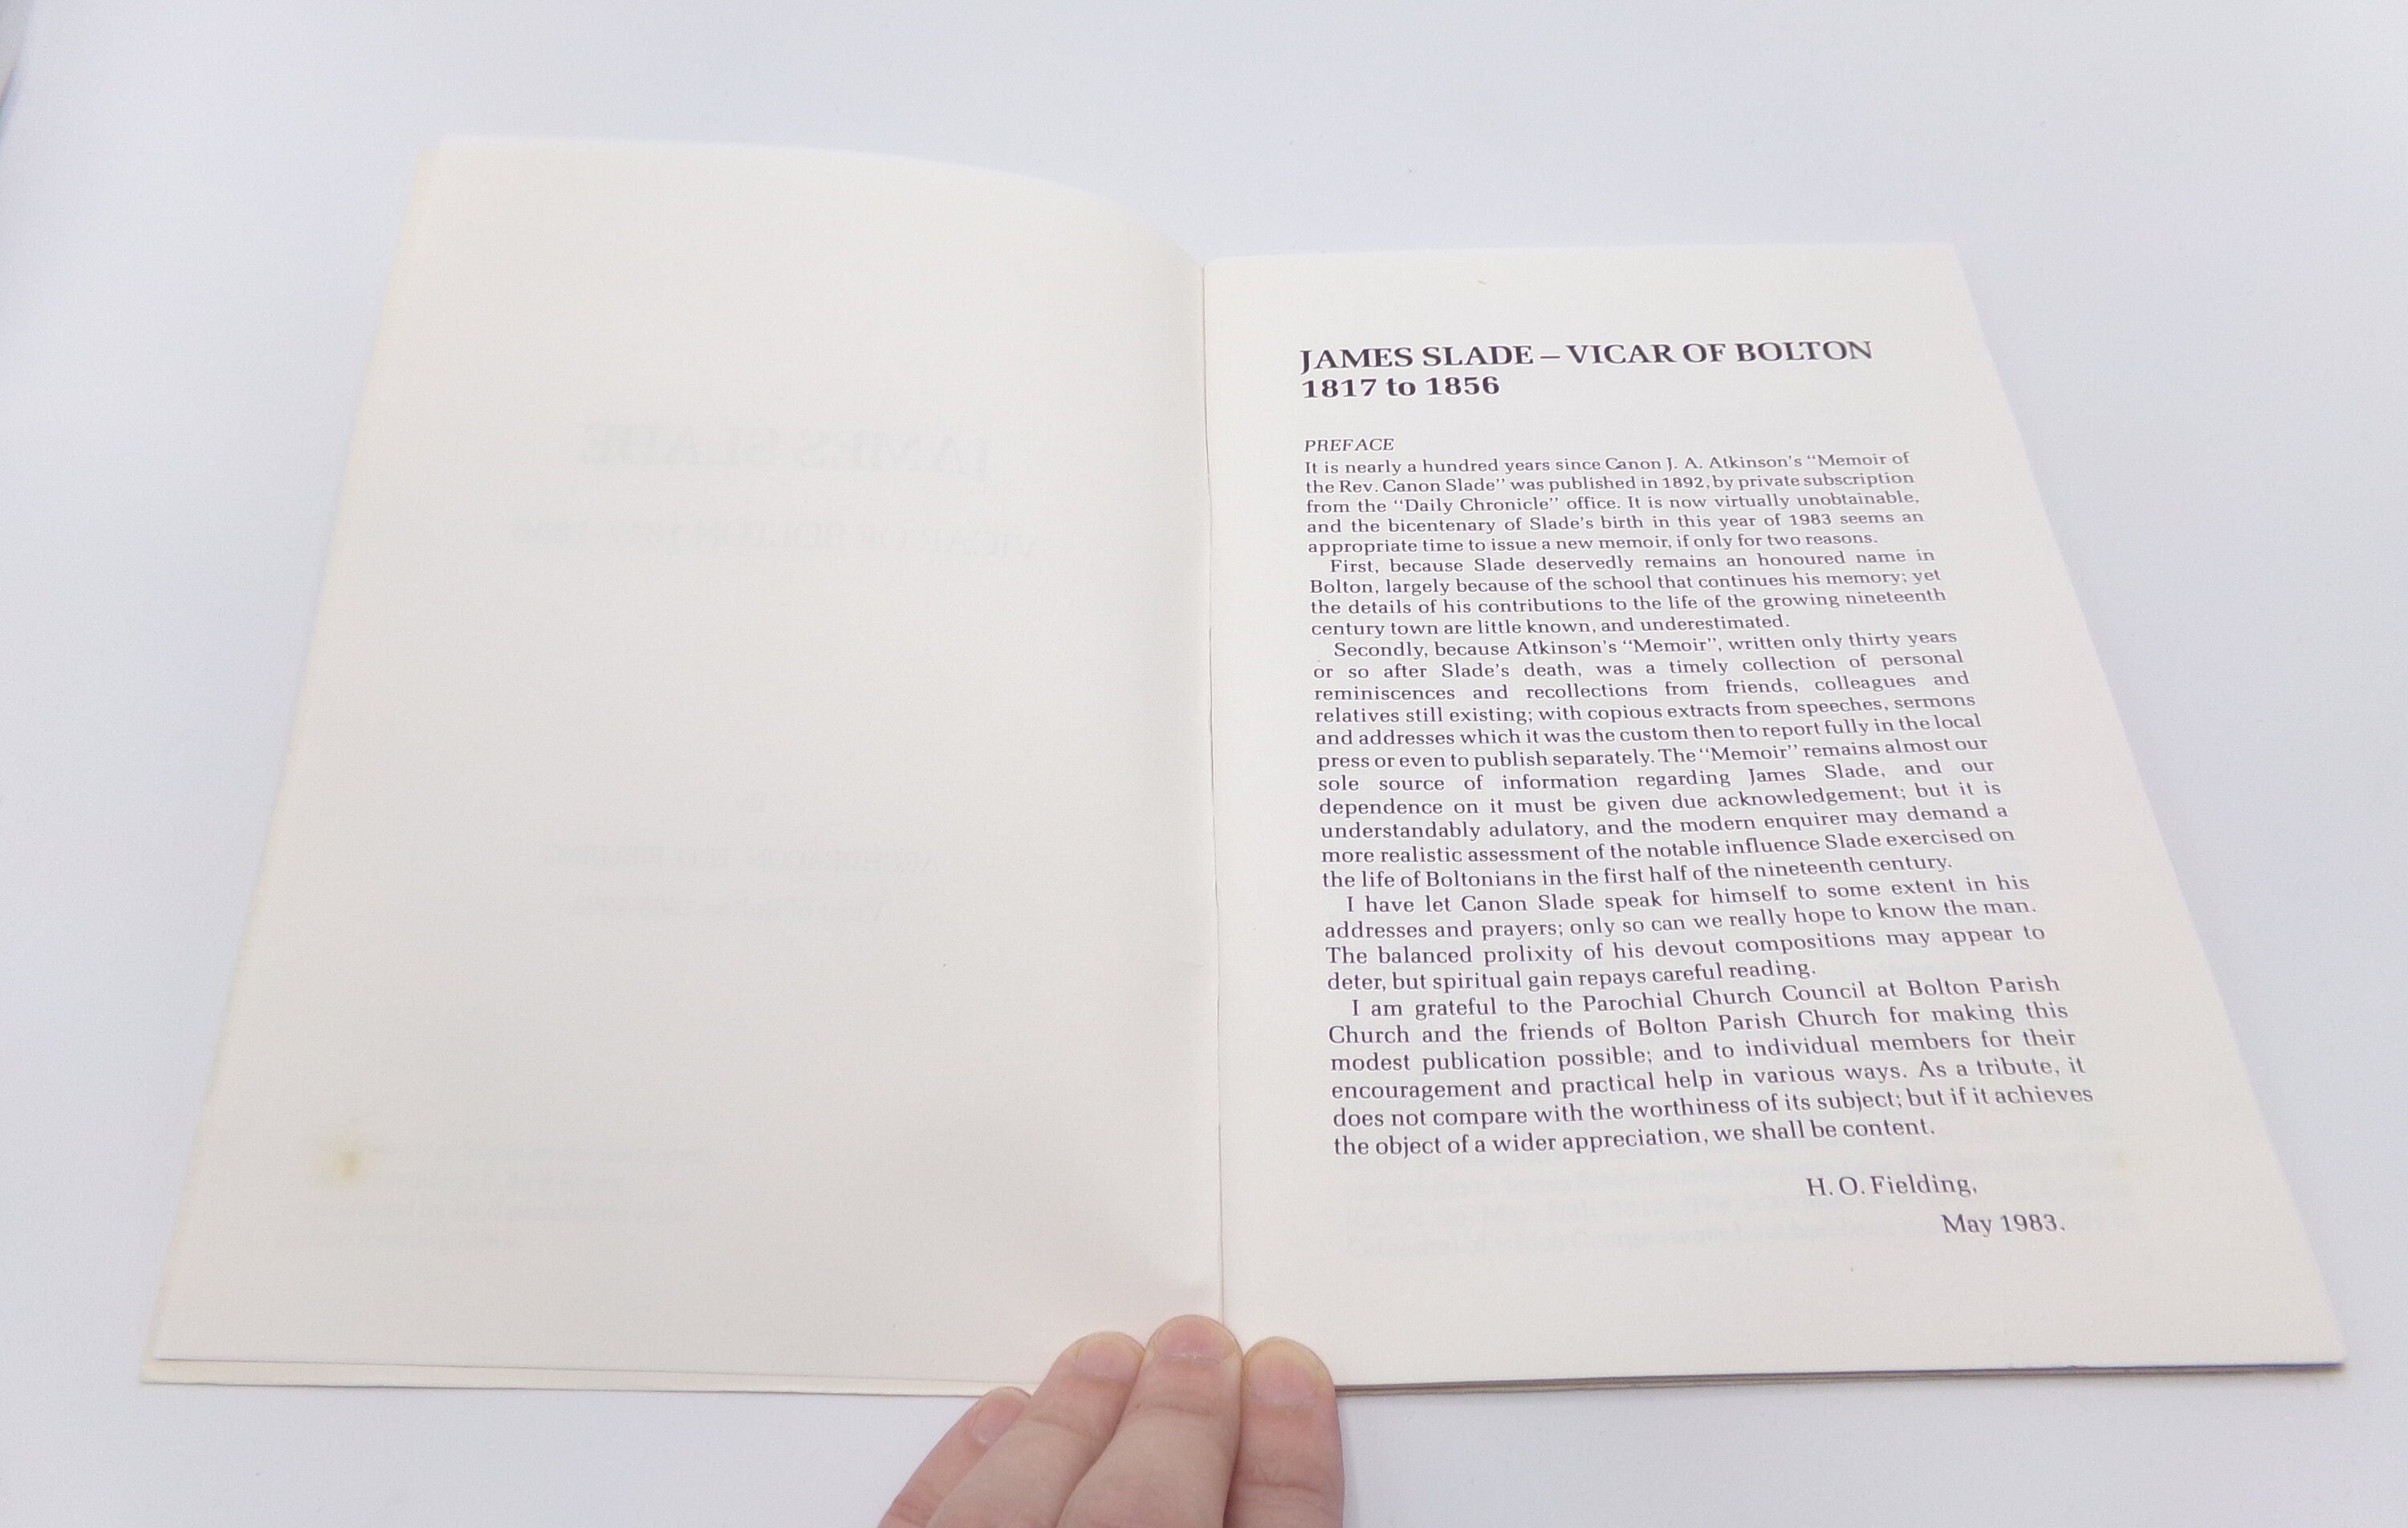 JAMES SLADE
VICAR OF BOLTON 1817 - 1856
JAMES SLADE – VICAR OF BOLTON
1817 to 1856
PREFACE
It is nearly a hundred years since Canon J. A. Atkinson's "Memoir of
the Rev. Canon Slade" was published in 1892, by private subscription
from the "Daily Chronicle" office. It is now virtually unobtainable,
and the bicentenary of Slade's birth in this year of 1983 seems an
appropriate time to issue a new memoir, if only for two reasons.
First, because Slade deservedly remains an honoured name in
Bolton, largely because of the school that continues his memory; yet
the details of his contributions to the life of the growing nineteenth
century town are little known, and underestimated.
Secondly, because Atkinson's "Memoir", written only thirty years
or so after Slade's death, was a timely collection of personal
reminiscences and recollections from friends, colleagues and
relatives still existing; with copious extracts from speeches, sermons
and addresses which it was the custom then to report fully in the local
press or even to publish separately. The "Memoir" remains almost our
sole source of information regarding James Slade, and our
dependence on it must be given due acknowledgement; but it is
understandably adulatory, and the modern enquirer may demand a
more realistic assessment of the notable influence Slade exercised on
the life of Boltonians in the first half of the nineteenth century.
I have let Canon Slade speak for himself to some extent in his
addresses and prayers; only so can we really hope to know the man.
The balanced prolixity of his devout compositions may appear to
deter, but spiritual gain repays careful reading.
I am grateful to the Parochial Church Council at Bolton Parish
Church and the friends of Bolton Parish Church for making this
modest publication possible; and to individual members for their
encouragement and practical help in various ways. As a tribute, it
does not compare with the worthiness of its subject; but if it achieves
the object of a wider appreciation, we shall be content.
H. O. Fielding,
May 1983.